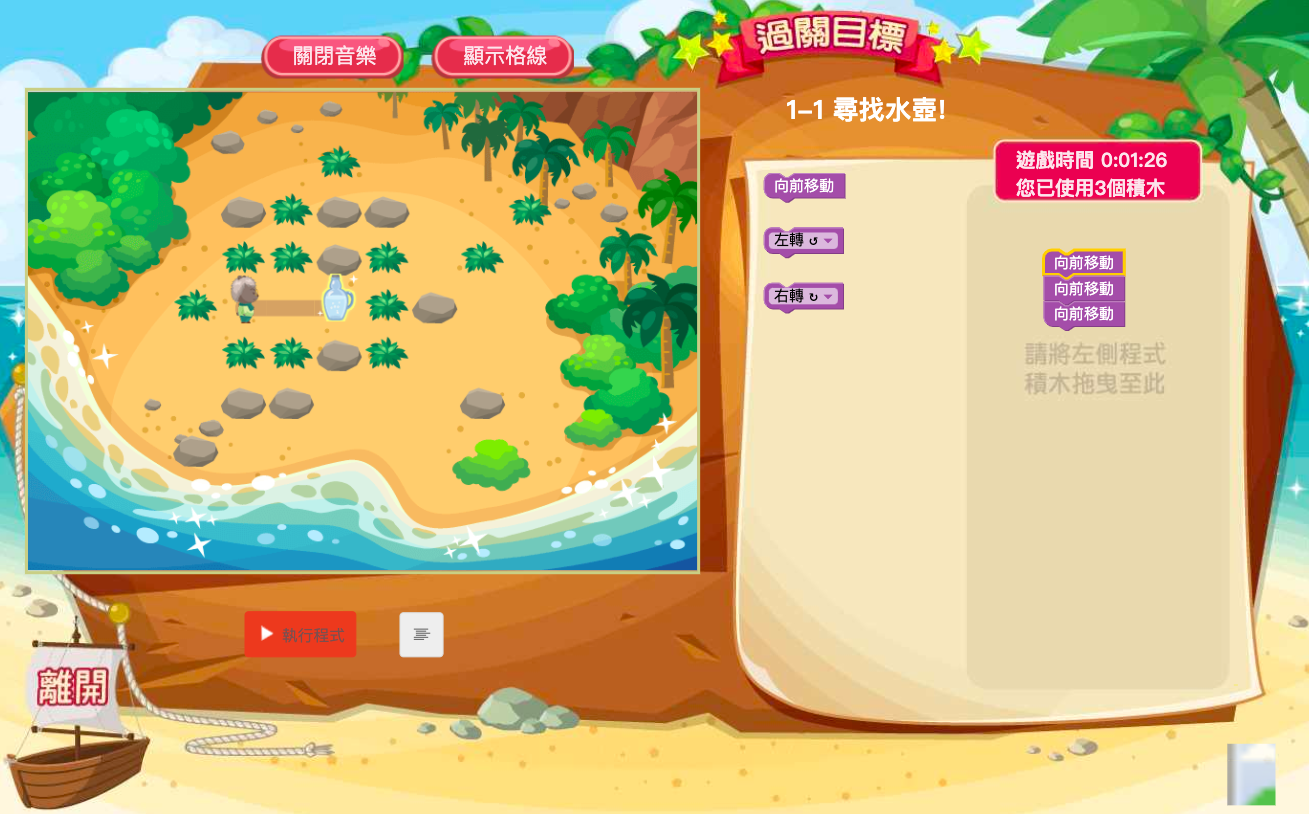 關閉音樂
顯示格線
過關目標
1–1 尋找水壺!
遊戲時間 0:01:26
您已使用3個積木
向前移動
左轉 ↺
右轉 ↻
向前移動
向前移動
向前移動
請將左側程式
積木拖曳至此
執行程式
離開